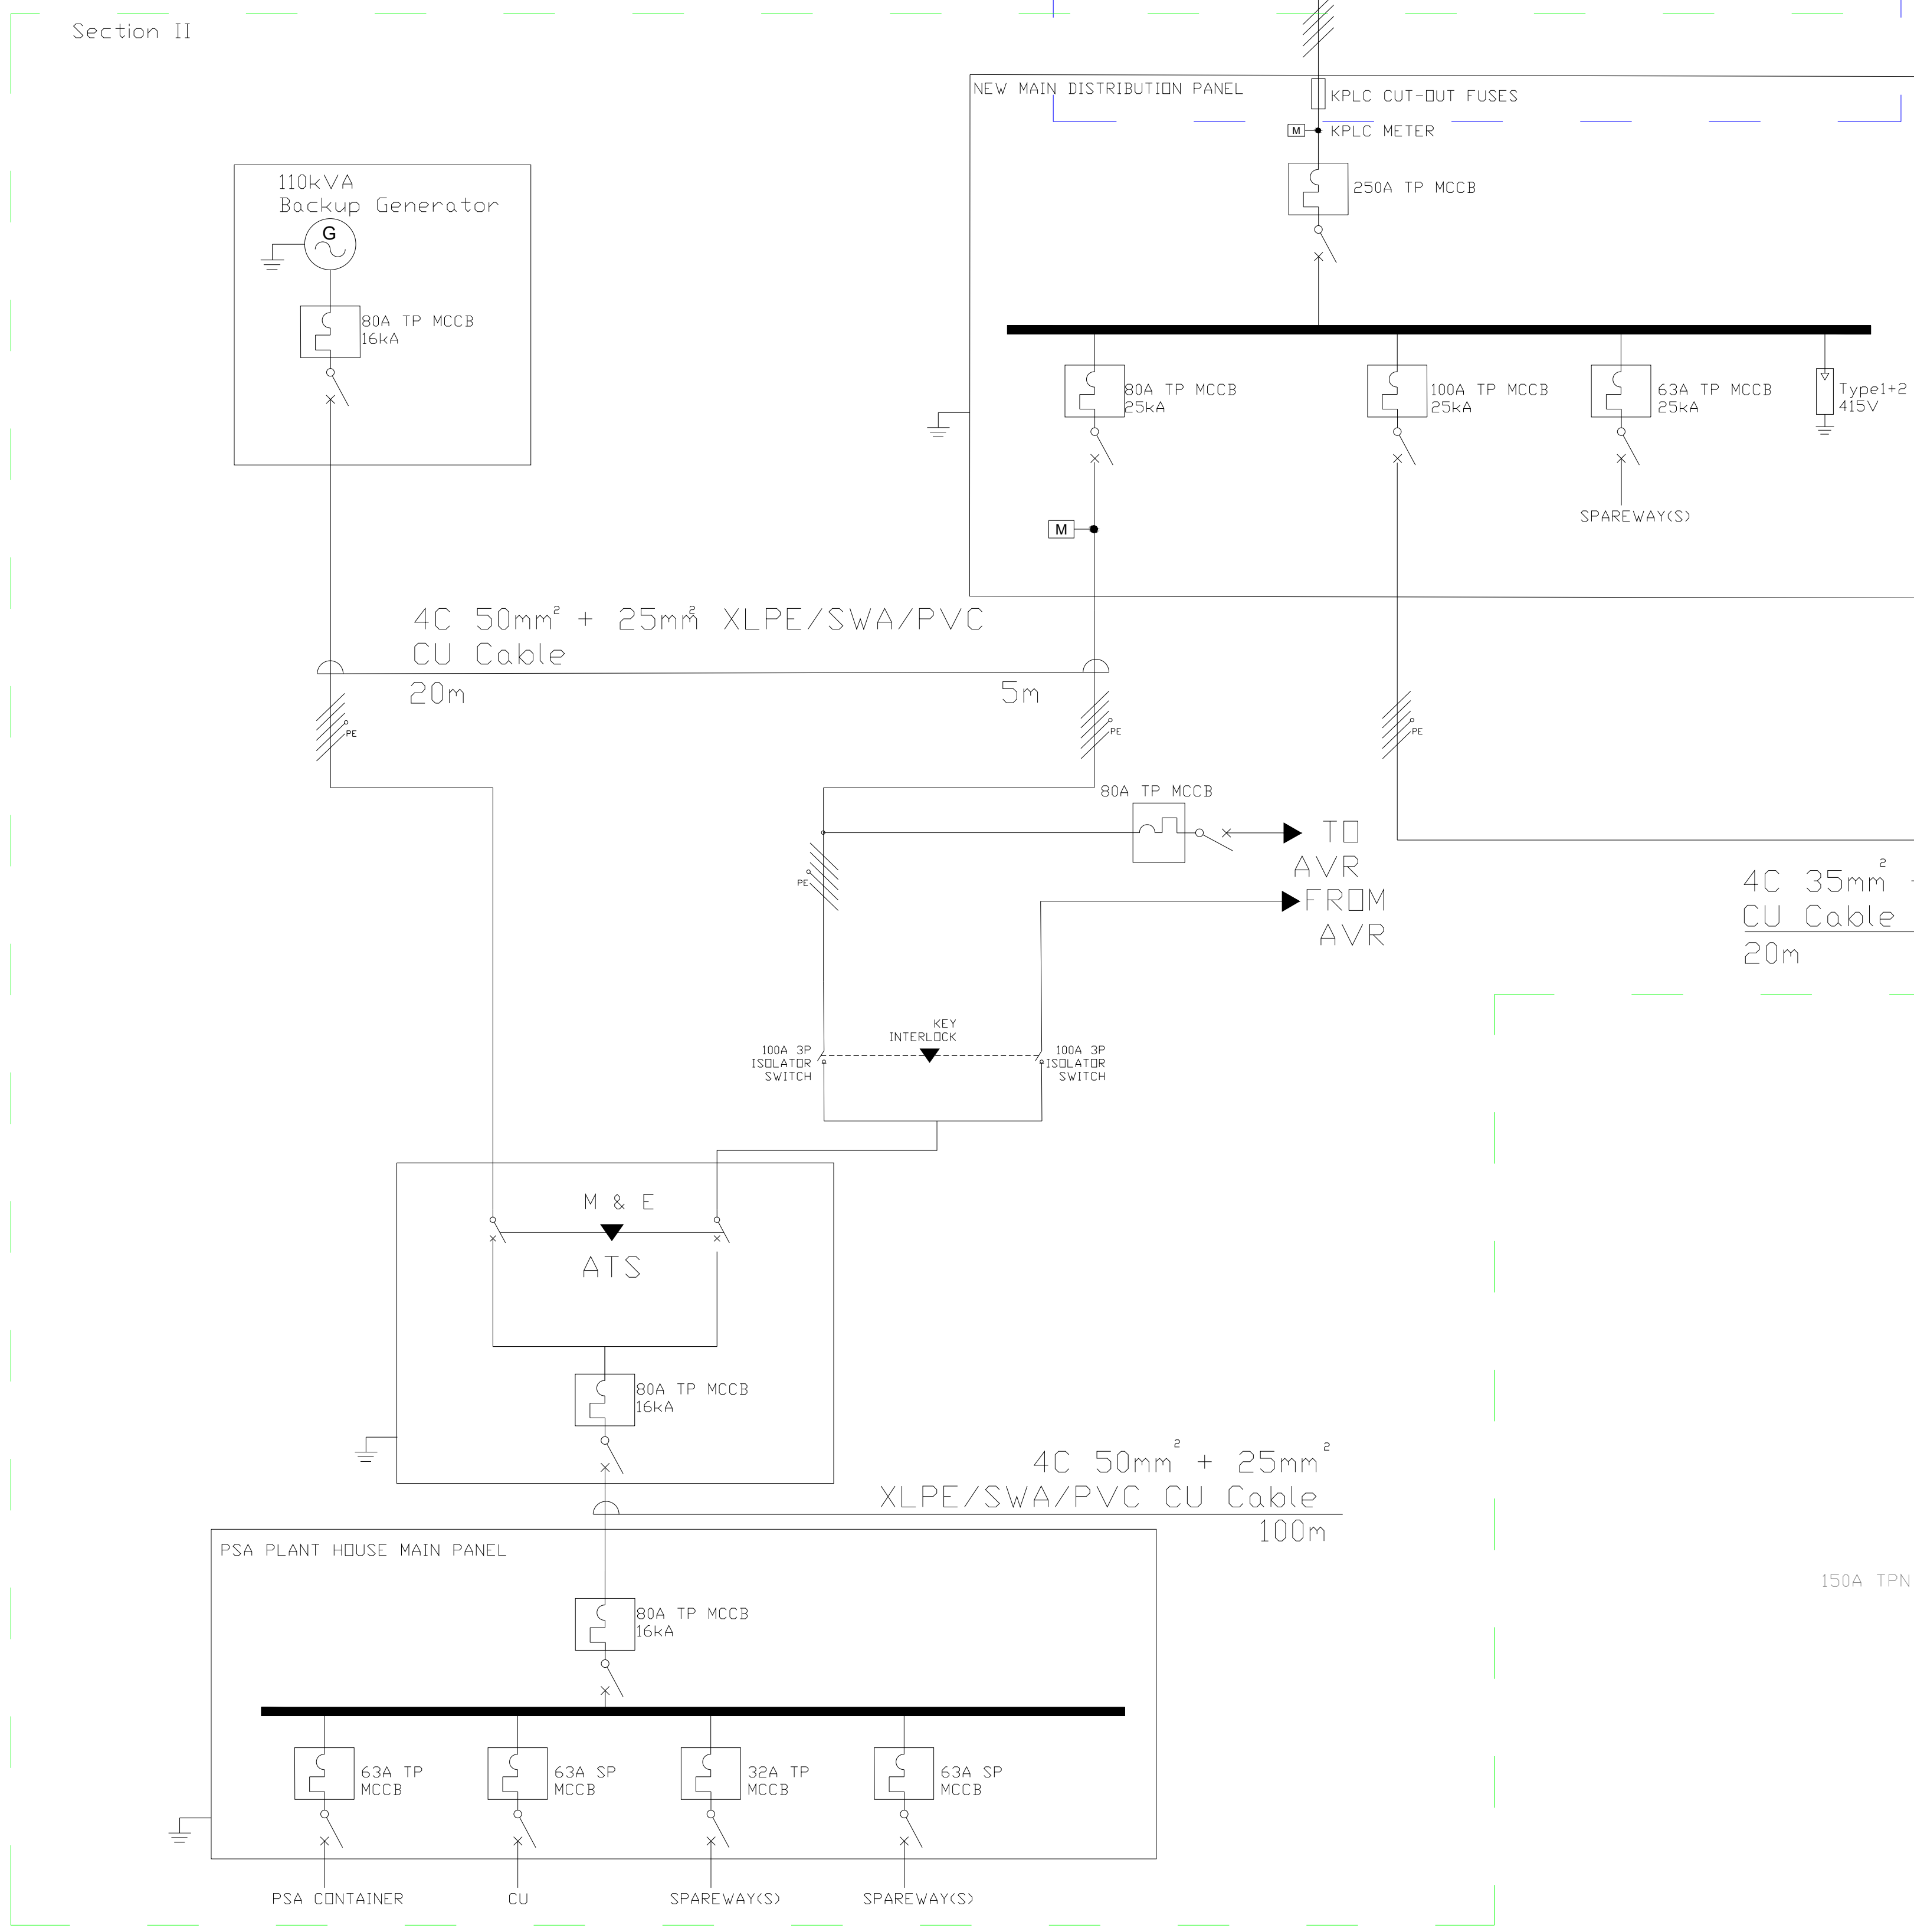 Section II
NEW MAIN DISTRIBUTION PANEL
KPLC CUT-OUT FUSES
M
KPLC METER
250A TP MCCB
110kVA
Backup Generator
G
80A TP MCCB
16kA
80A TP MCCB
25kA
100A TP MCCB
25kA
63A TP MCCB
25kA
Type1+2
415V
SPAREWAY(S)
M
4C 50mm² + 25mm² XLPE/SWA/PVC
CU Cable
20m
5m
PE
PE
PE
80A TP MCCB
TO
AVR
FROM
AVR
PE
4C 35mm²
CU Cable
20m
KEY
INTERLOCK
100A 3P
ISOLATOR
SWITCH
100A 3P
ISOLATOR
SWITCH
M & E
ATS
80A TP MCCB
16kA
4C 50mm² + 25mm²
XLPE/SWA/PVC CU Cable
100m
PSA PLANT HOUSE MAIN PANEL
80A TP MCCB
16kA
150A TPN
63A TP
MCCB
63A SP
MCCB
32A TP
MCCB
63A SP
MCCB
PSA CONTAINER
CU
SPAREWAY(S)
SPAREWAY(S)